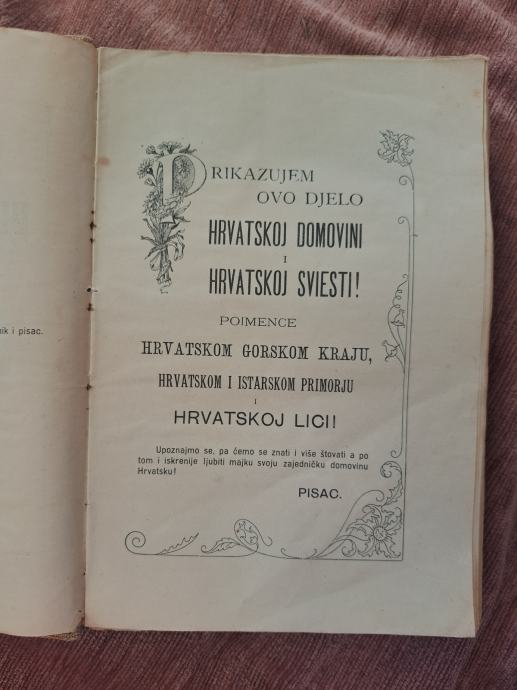 nik i pisac.
PRIKAZUJEM
OVO DJELO
HRVATSKOJ DOMOVINI
I
HRVATSKOJ SVIESTI!
POIMENCE
HRVATSKOM GORSKOM KRAJU,
HRVATSKOM I ISTARSKOM PRIMORJU
I
HRVATSKOJ LICI!
Upoznajmo se, pa ćemo se znati i više štovati a po
tom i iskrenije ljubiti majku svoju zajedničku domovinu
Hrvatsku!
PISAC.